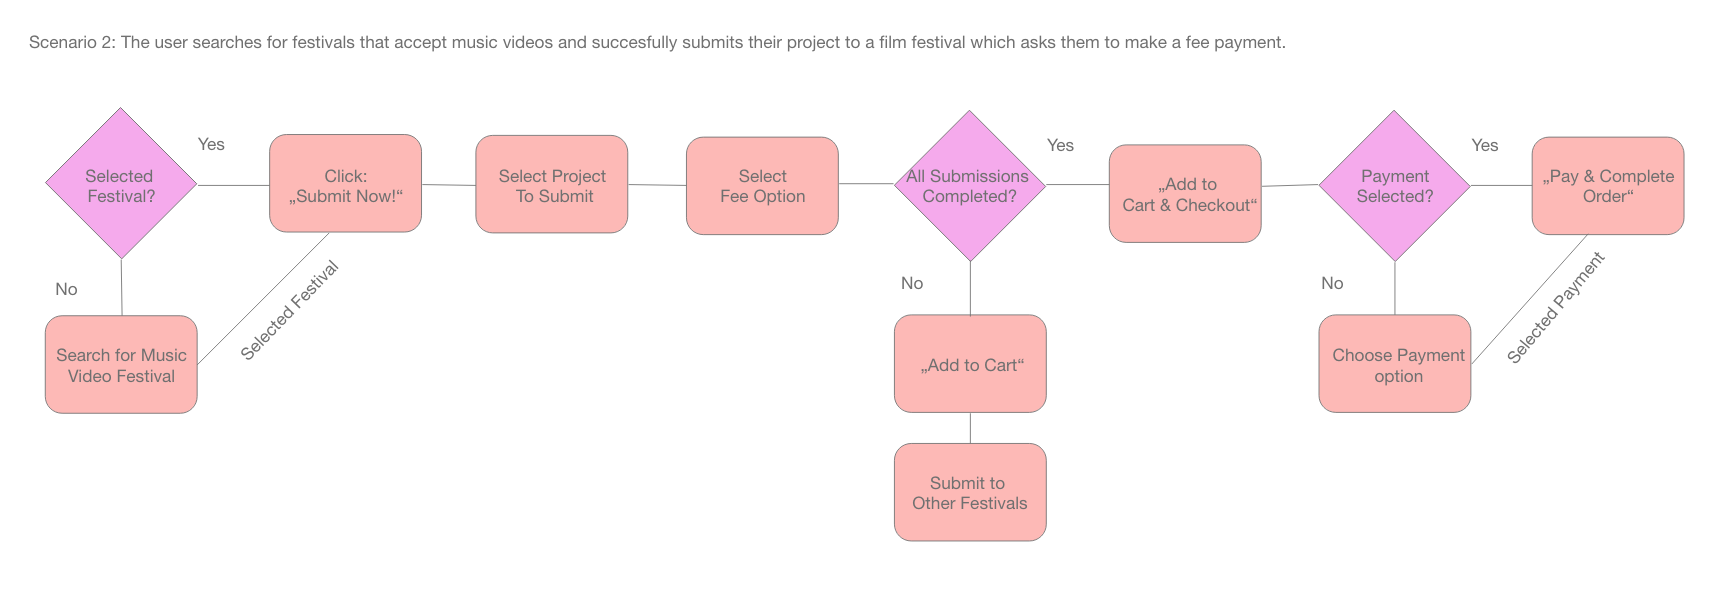 Scenario 2: The user searches for festivals that accept music videos and succesfully submits their project to a film festival which asks them to make a fee payment.
Selected
Festival?
Yes
Click:
„Submit Now!“
Select Project
To Submit
Select
Fee Option
All Submissions
Completed?
Yes
„Add to
Cart & Checkout“
Payment
Selected?
Yes
„Pay & Complete
Order“
No
Search for Music
Video Festival
Selected Festival
No
„Add to Cart“
Submit to
Other Festivals
No
Choose Payment
option
Selected Payment